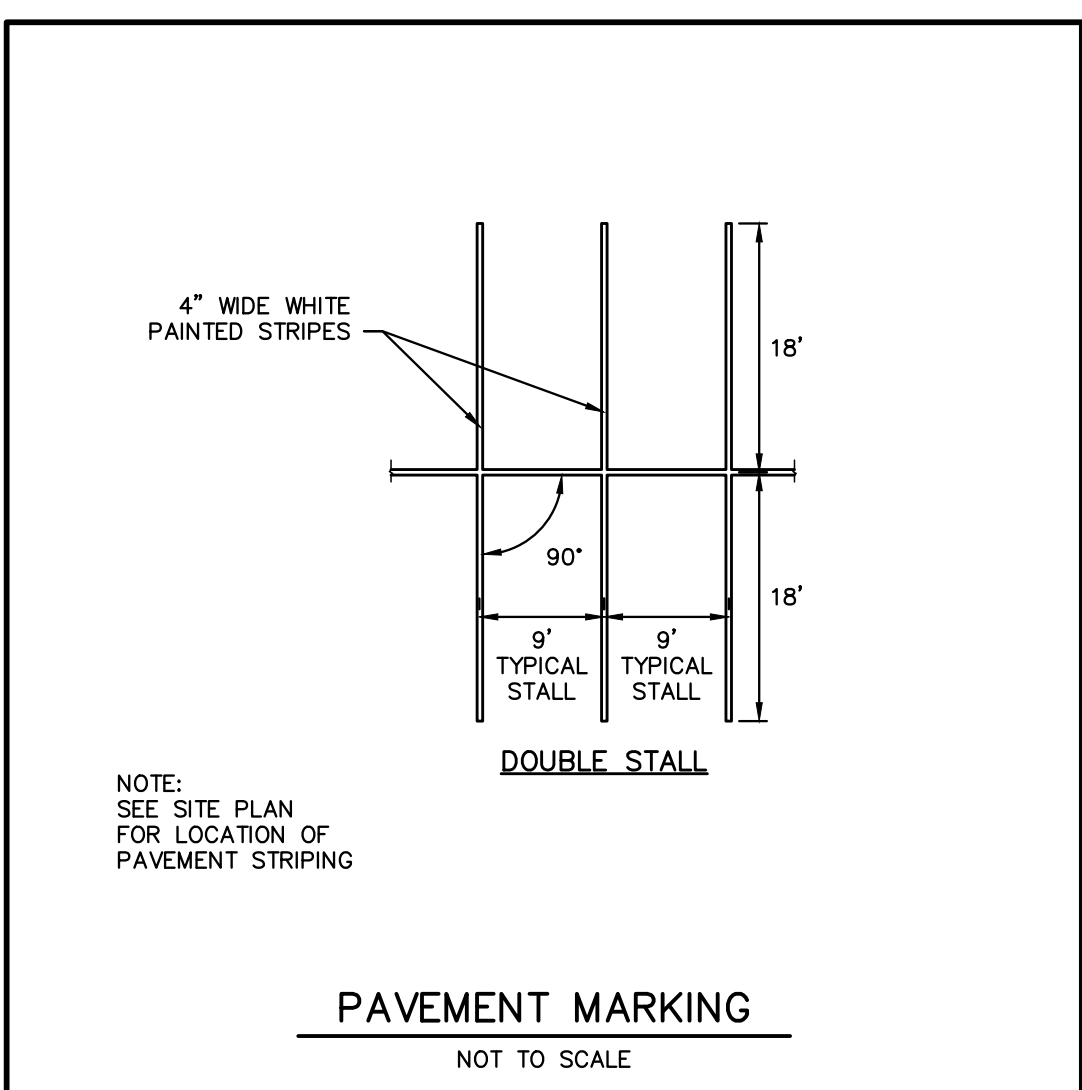 4" WIDE WHITE
PAINTED STRIPES
18'
90°
18'
9'
TYPICAL
STALL
9'
TYPICAL
STALL
DOUBLE STALL
NOTE:
SEE SITE PLAN
FOR LOCATION OF
PAVEMENT STRIPING
PAVEMENT MARKING
NOT TO SCALE